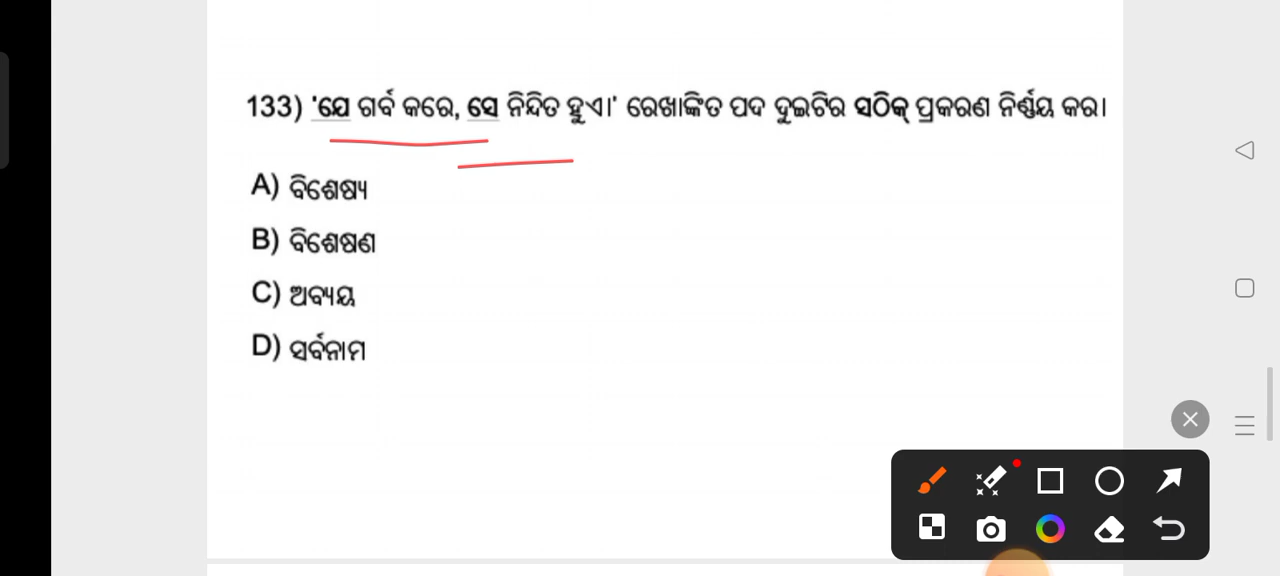 133) 'ଯେ ଗର୍ବ କରେ, ସେ ନିନ୍ଦିତ ହୁଏ।' ରେଖାଙ୍କିତ ପଦ ଦୁଇଟିର ସଠିକ୍ ପ୍ରକରଣ ନିର୍ଣ୍ଣୟ କର।
A) ବିଶେଷ୍ୟ
B) ବିଶେଷଣ
C) ଅବ୍ୟୟ
D) ସର୍ବନାମ